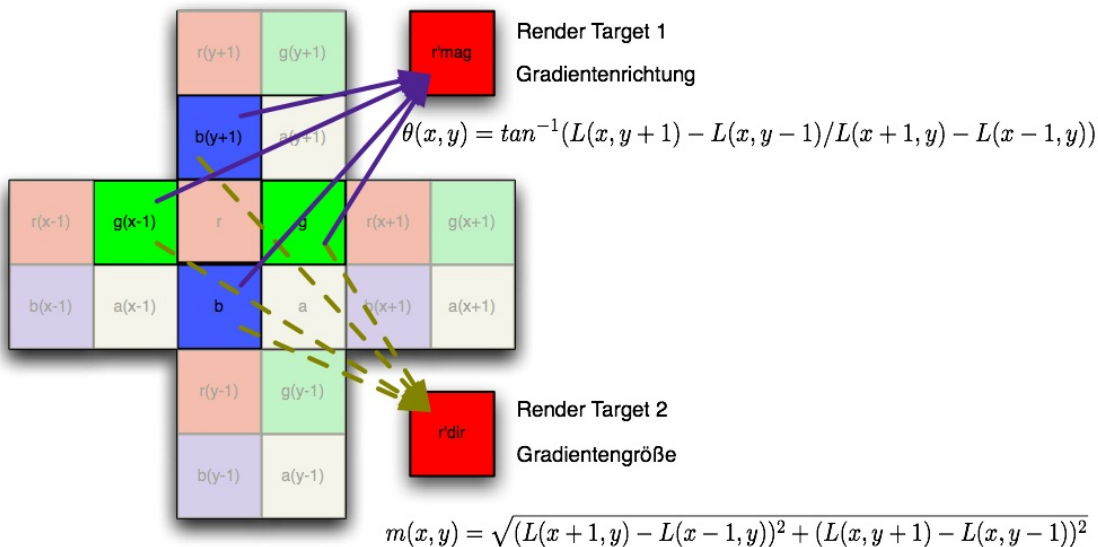 r(y+1) g(y+1) r'mag Render Target 1
Gradientenrichtung
b(y+1) a(y+1) θ(x, y) = tan⁻¹(L(x, y + 1) − L(x, y − 1)/L(x + 1, y) − L(x − 1, y))
r(x-1) g(x-1) r g r(x+1) g(x+1)
b(x-1) a(x-1) b a b(x+1) a(x+1)
r(y-1) g(y-1) r'dir Render Target 2
Gradientengröße
b(y-1) a(y-1)
m(x, y) = √(L(x + 1, y) − L(x − 1, y))² + (L(x, y + 1) − L(x, y − 1))²